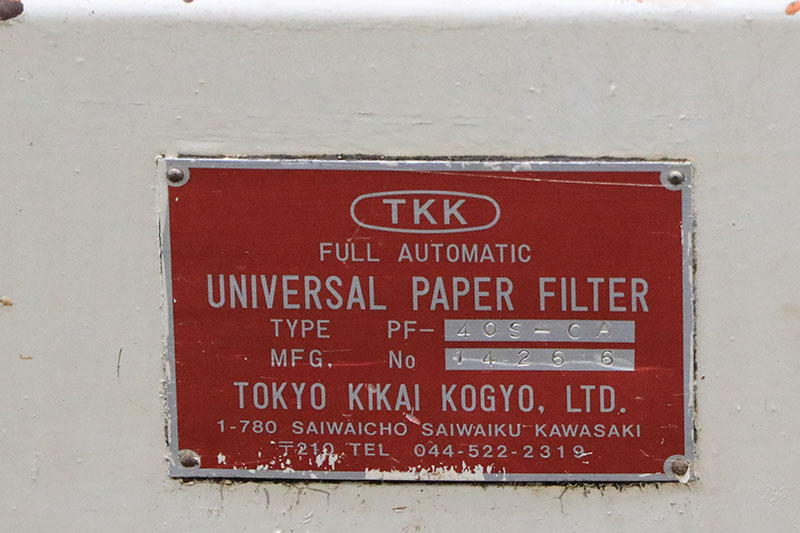 TKK
FULL AUTOMATIC
UNIVERSAL PAPER FILTER
TYPE PF-40S-CA
MFG. No 14266
TOKYO KIKAI KOGYO, LTD.
1-780 SAIWAICHO SAIWAIKU KAWASAKI
〒210 TEL 044-522-2319